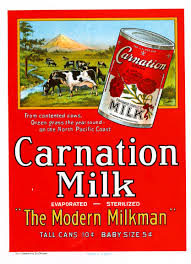 Carnation
MILK
From contented cows.
Green grass the year 'round
on the North Pacific Coast
Carnation
Milk
EVAPORATED — STERILIZED
"The Modern Milkman"
TALL CANS 10¢ BABY SIZE 5¢